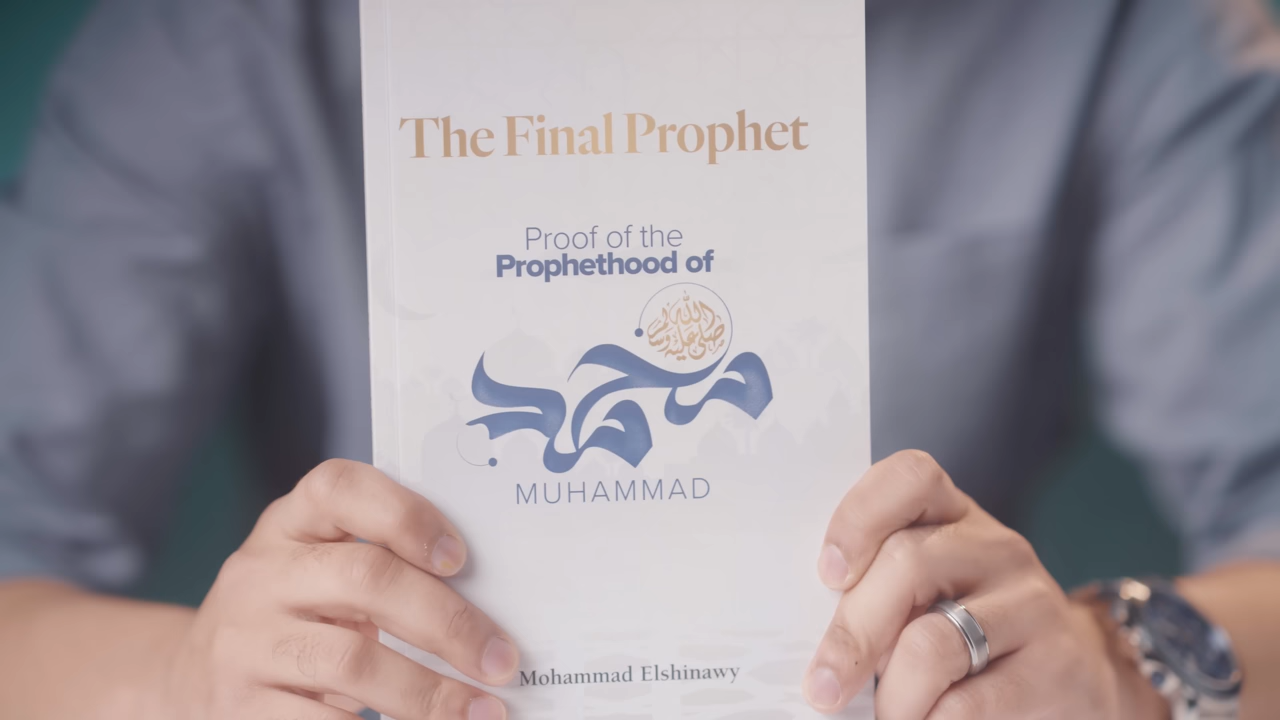 The Final Prophet
Proof of the
Prophethood of
صلى الله عليه وسلم
محمد
MUHAMMAD
Mohammad Elshinawy